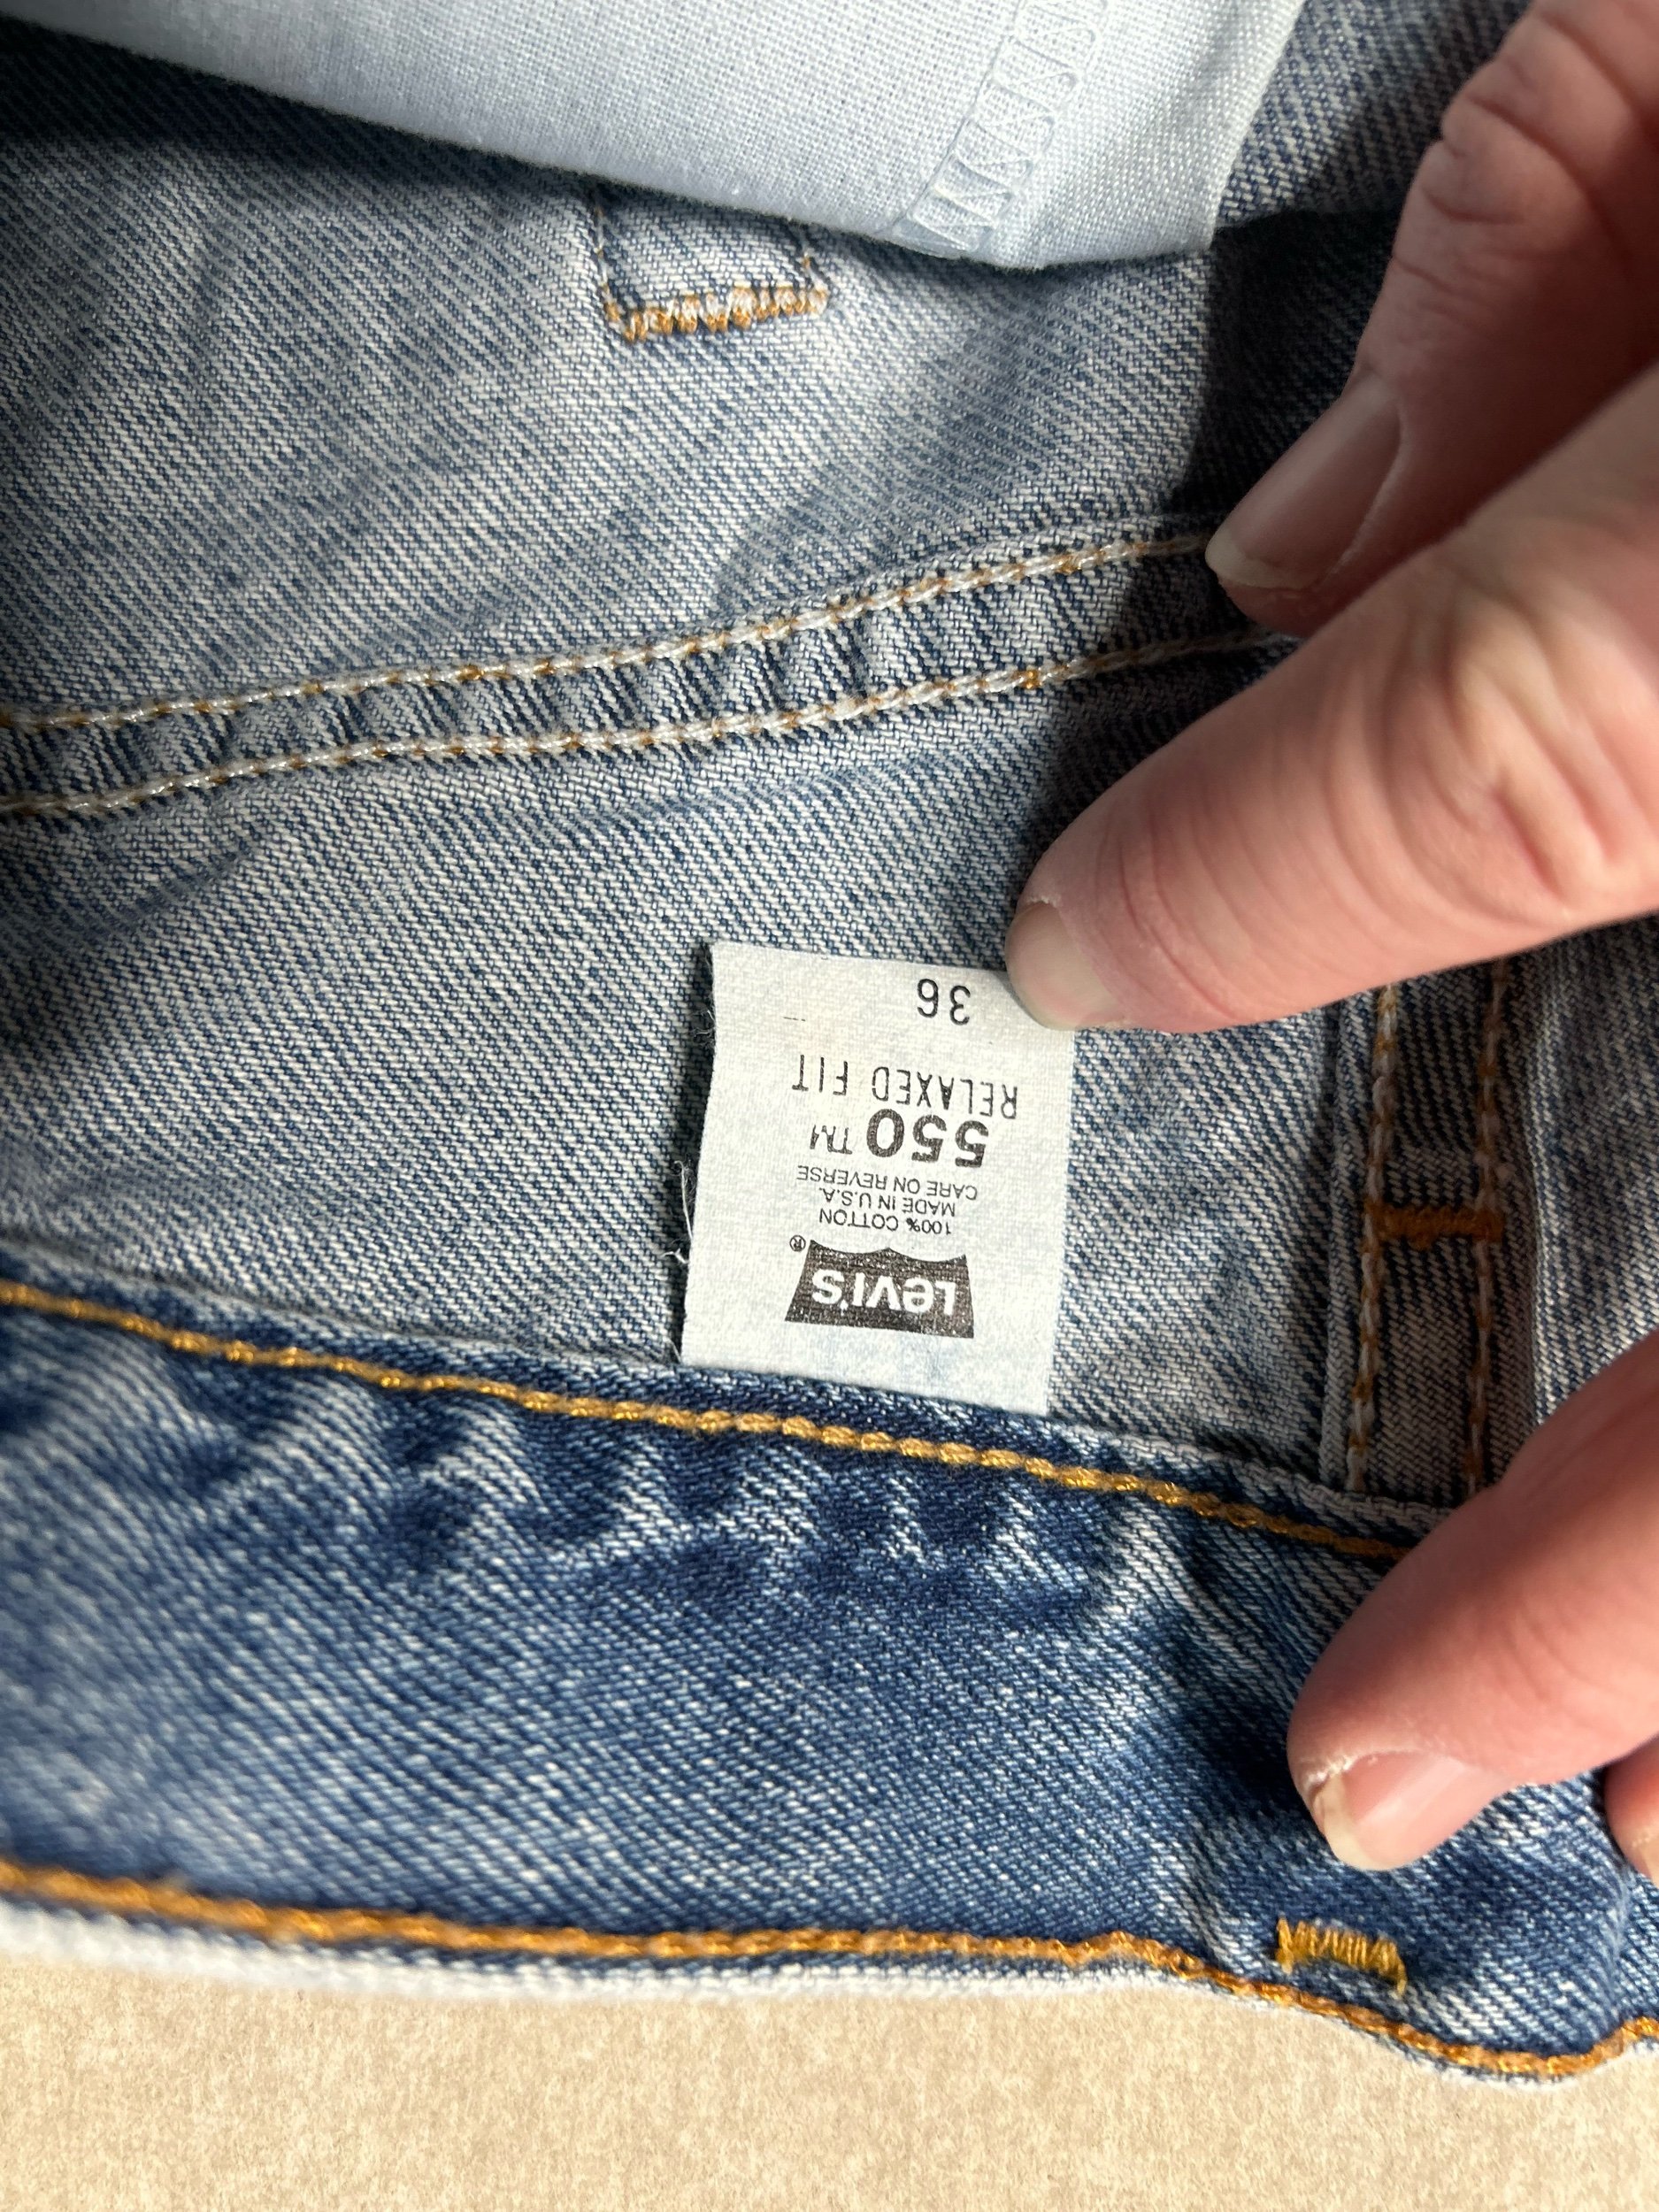 LEVI'S ®
100% COTTON
MADE IN U.S.A.
CARE ON REVERSE
550 TM
RELAXED FIT
36